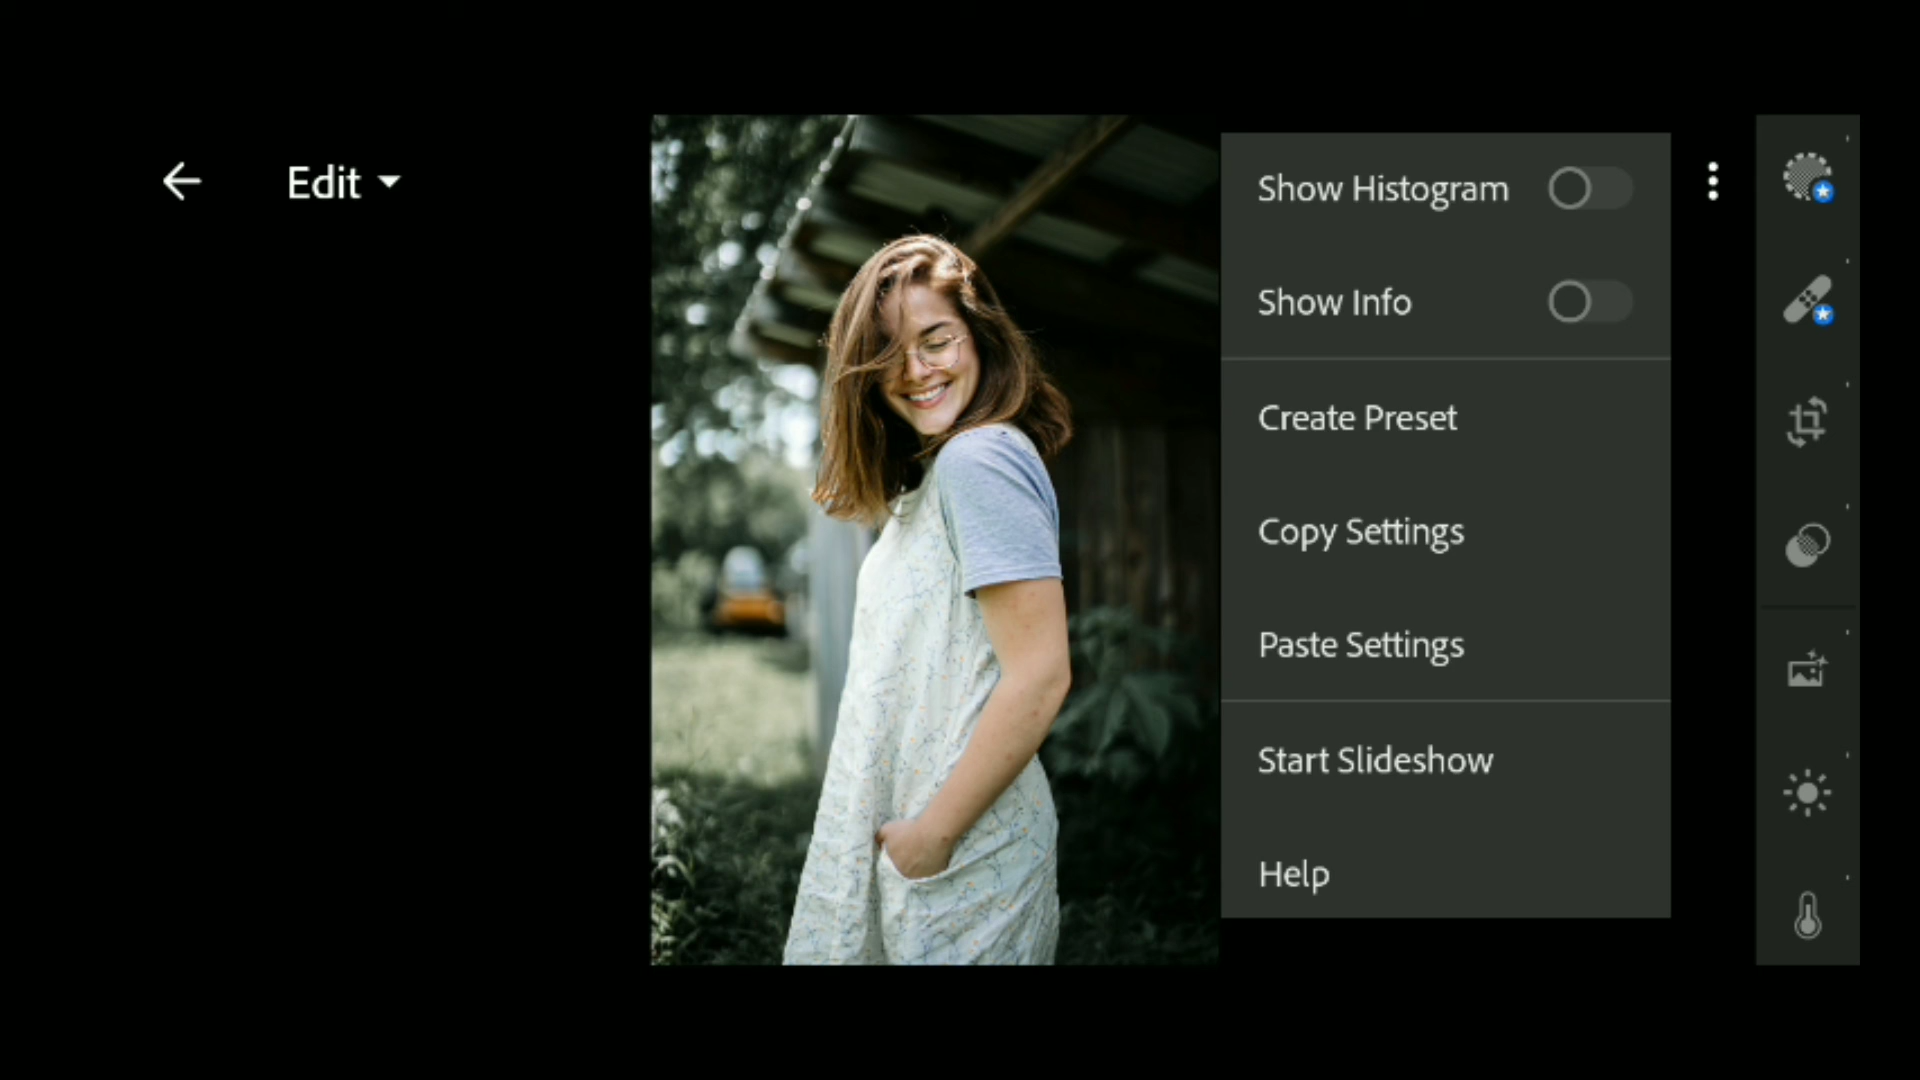 Edit
Show Histogram
Show Info
Create Preset
Copy Settings
Paste Settings
Start Slideshow
Help